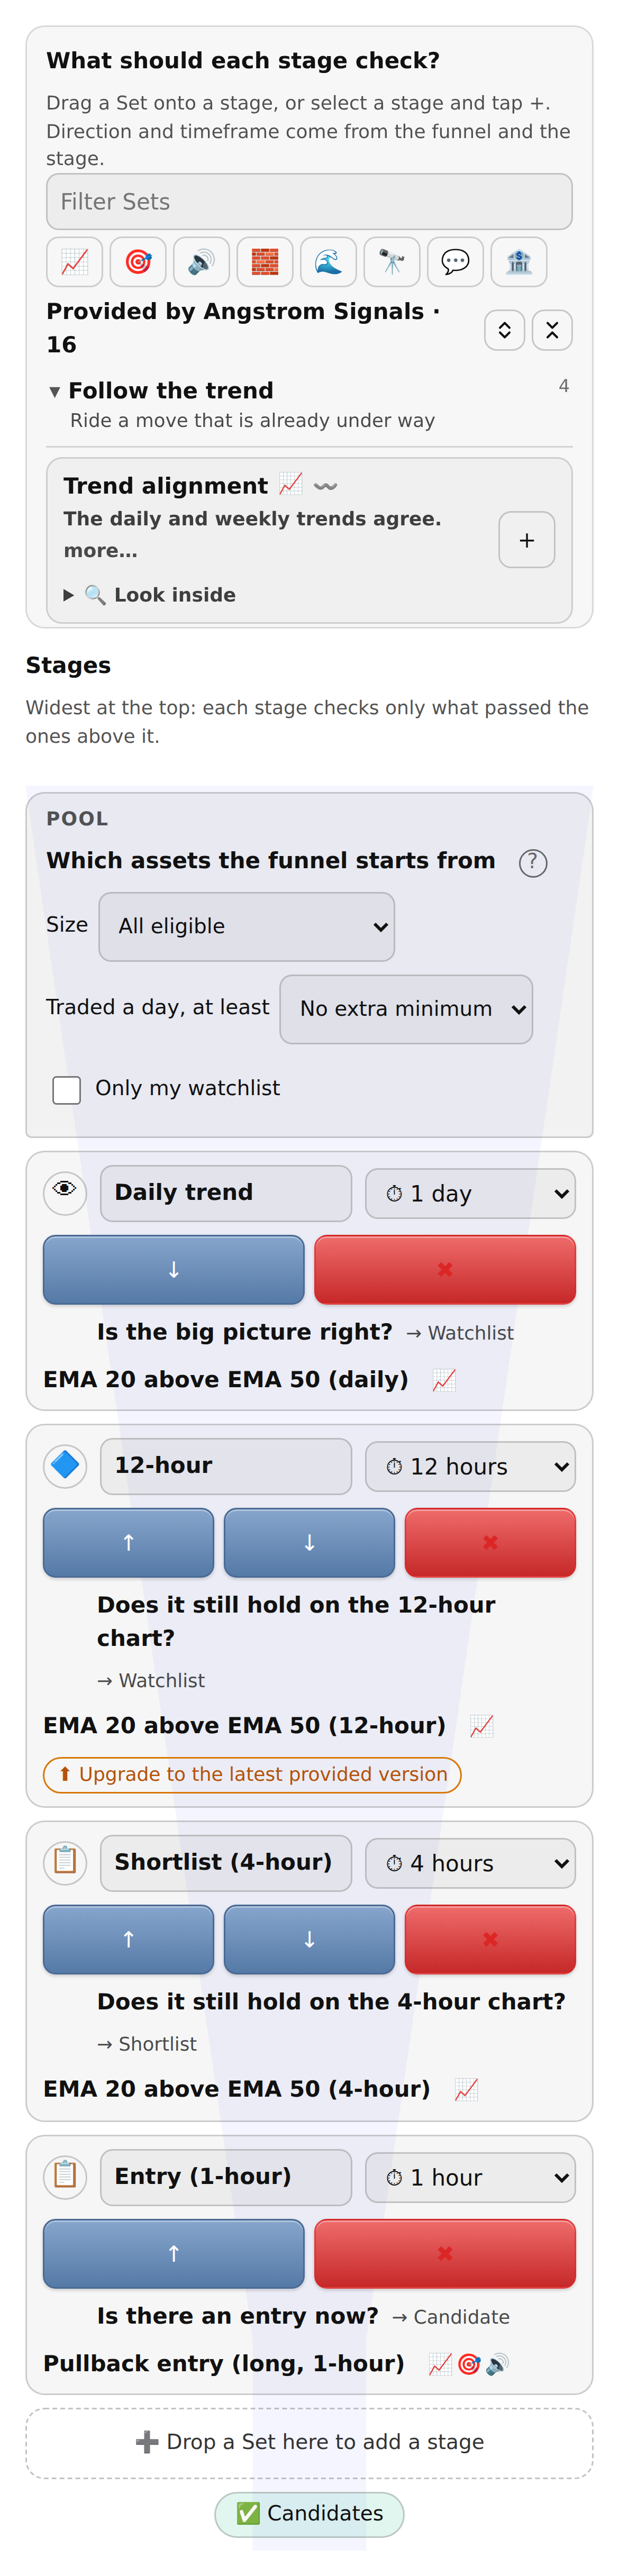 What should each stage check?
Drag a Set onto a stage, or select a stage and tap +.
Direction and timeframe come from the funnel and the
stage.
Filter Sets
Provided by Angstrom Signals ·
16
▾ Follow the trend 4
Ride a move that is already under way
Trend alignment
The daily and weekly trends agree.
more…
+
▶ Look inside
Stages
Widest at the top: each stage checks only what passed the
ones above it.
POOL
Which assets the funnel starts from ?
Size All eligible
Traded a day, at least No extra minimum
Only my watchlist
Daily trend ⏱ 1 day
↓ ✖
Is the big picture right? → Watchlist
EMA 20 above EMA 50 (daily)
12-hour ⏱ 12 hours
↑ ↓ ✖
Does it still hold on the 12-hour
chart?
→ Watchlist
EMA 20 above EMA 50 (12-hour)
⬆ Upgrade to the latest provided version
Shortlist (4-hour) ⏱ 4 hours
↑ ↓ ✖
Does it still hold on the 4-hour chart?
→ Shortlist
EMA 20 above EMA 50 (4-hour)
Entry (1-hour) ⏱ 1 hour
↑ ✖
Is there an entry now? → Candidate
Pullback entry (long, 1-hour)
➕ Drop a Set here to add a stage
✅ Candidates